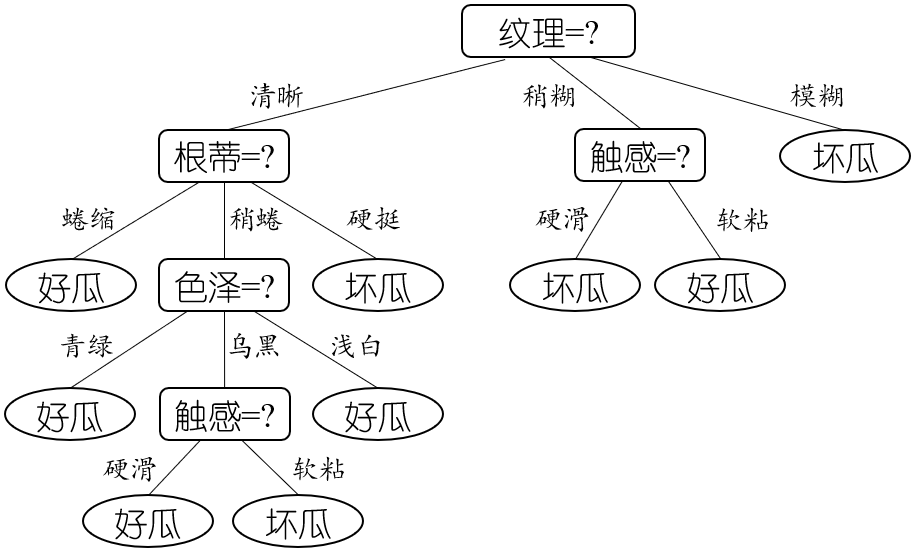 纹理=?
清晰
稍糊
模糊
根蒂=?
触感=?
坏瓜
蜷缩
稍蜷
硬挺
硬滑
软粘
好瓜
色泽=?
坏瓜
坏瓜
好瓜
青绿
乌黑
浅白
好瓜
触感=?
好瓜
硬滑
软粘
好瓜
坏瓜